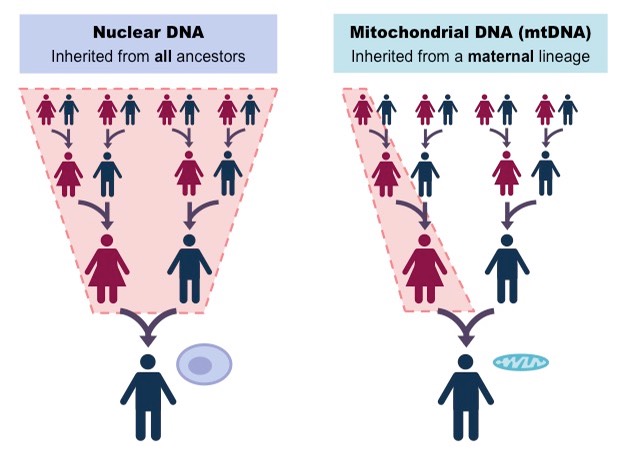 Nuclear DNA
Inherited from all ancestors
Mitochondrial DNA (mtDNA)
Inherited from a maternal lineage